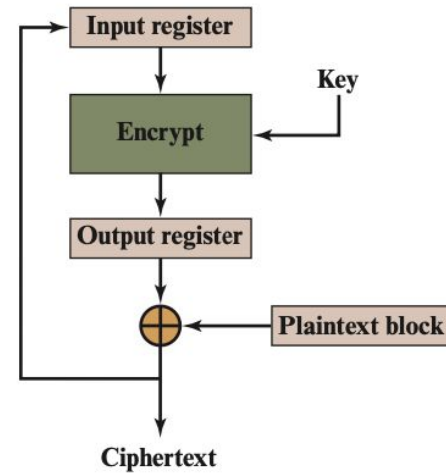 Input register
Key
Encrypt
Output register
Plaintext block
Ciphertext